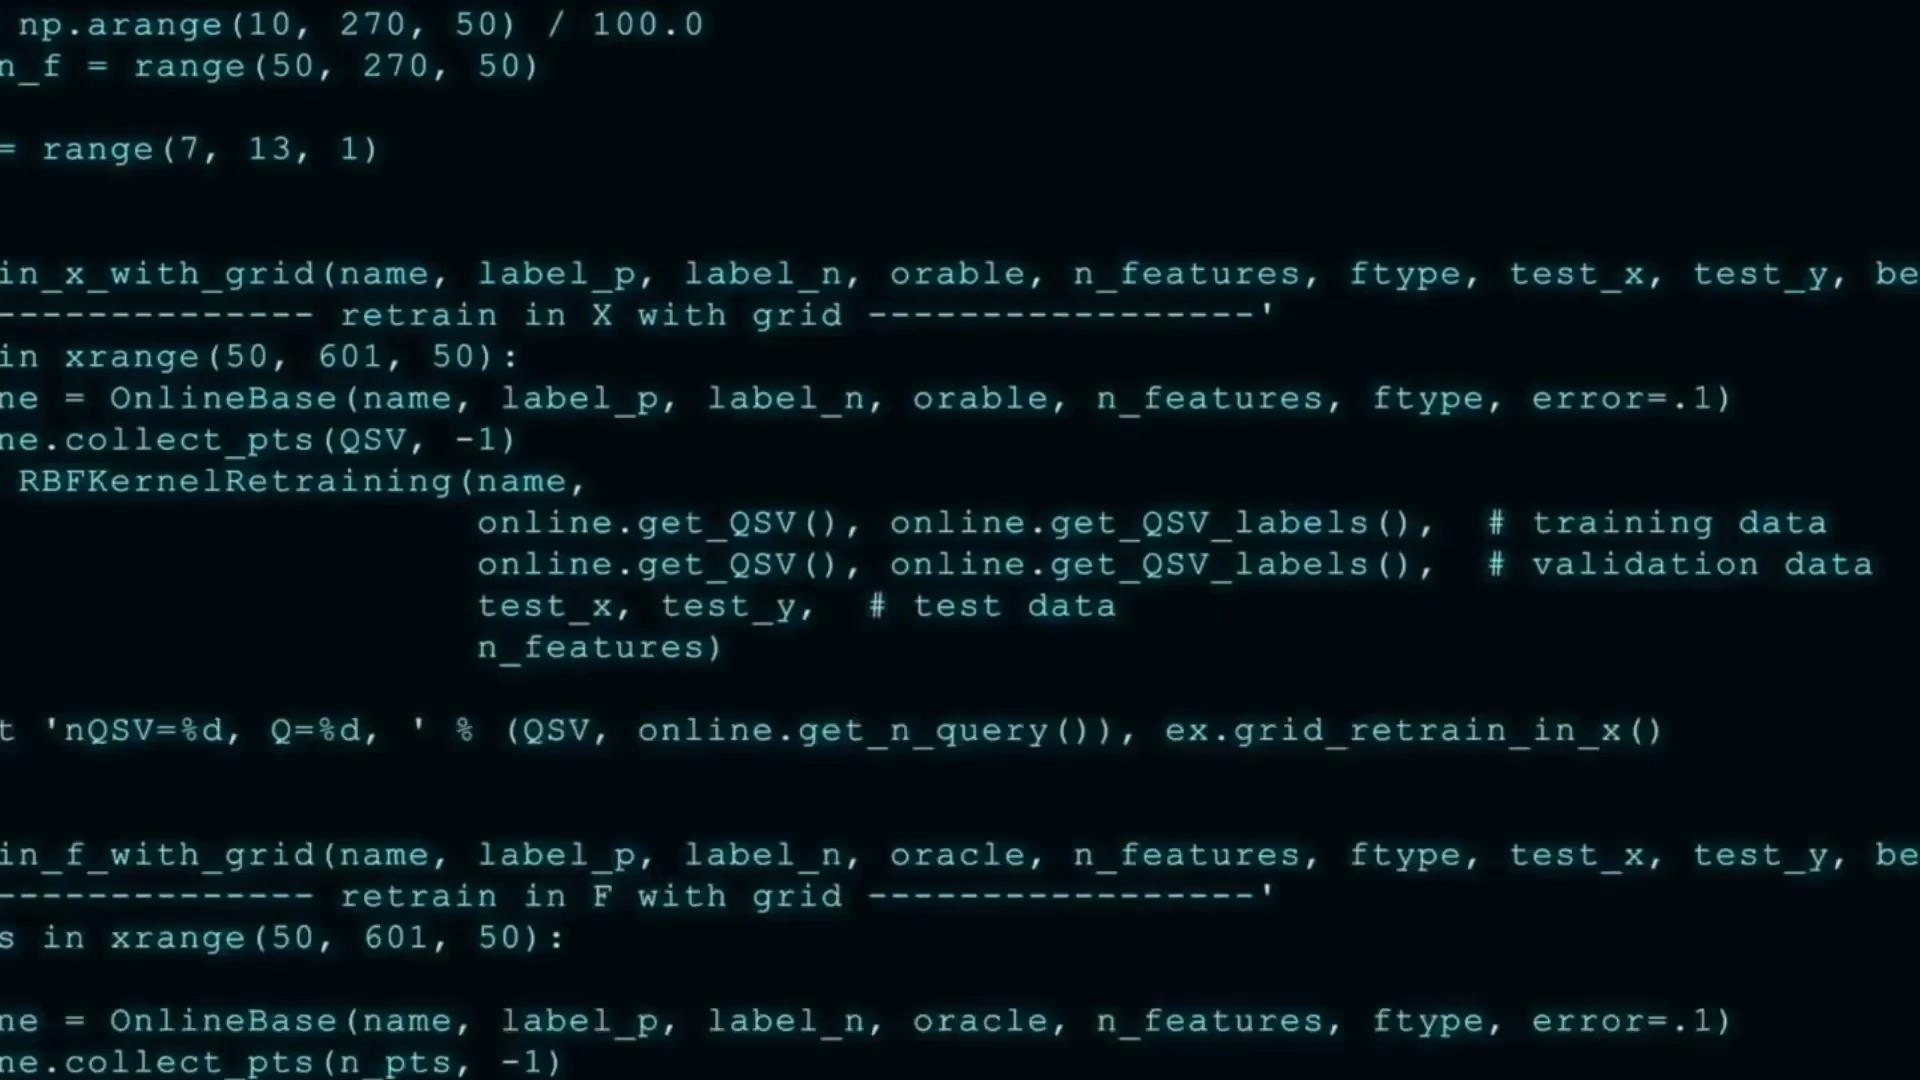 np.arange(10, 270, 50) / 100.0
n_f = range(50, 270, 50)
= range(7, 13, 1)
in_x_with_grid(name, label_p, label_n, orable, n_features, ftype, test_x, test_y, be
-------------- retrain in X with grid -----------------'
in xrange(50, 601, 50):
ne = OnlineBase(name, label_p, label_n, orable, n_features, ftype, error=.1)
ne.collect_pts(QSV, -1)
RBFKernelRetraining(name,
online.get_QSV(), online.get_QSV_labels(),  # training data
online.get_QSV(), online.get_QSV_labels(),  # validation data
test_x, test_y,  # test data
n_features)
t 'nQSV=%d, Q=%d, ' % (QSV, online.get_n_query()), ex.grid_retrain_in_x()
in_f_with_grid(name, label_p, label_n, oracle, n_features, ftype, test_x, test_y, be
-------------- retrain in F with grid -----------------'
s in xrange(50, 601, 50):
ne = OnlineBase(name, label_p, label_n, oracle, n_features, ftype, error=.1)
ne.collect_pts(n_pts, -1)